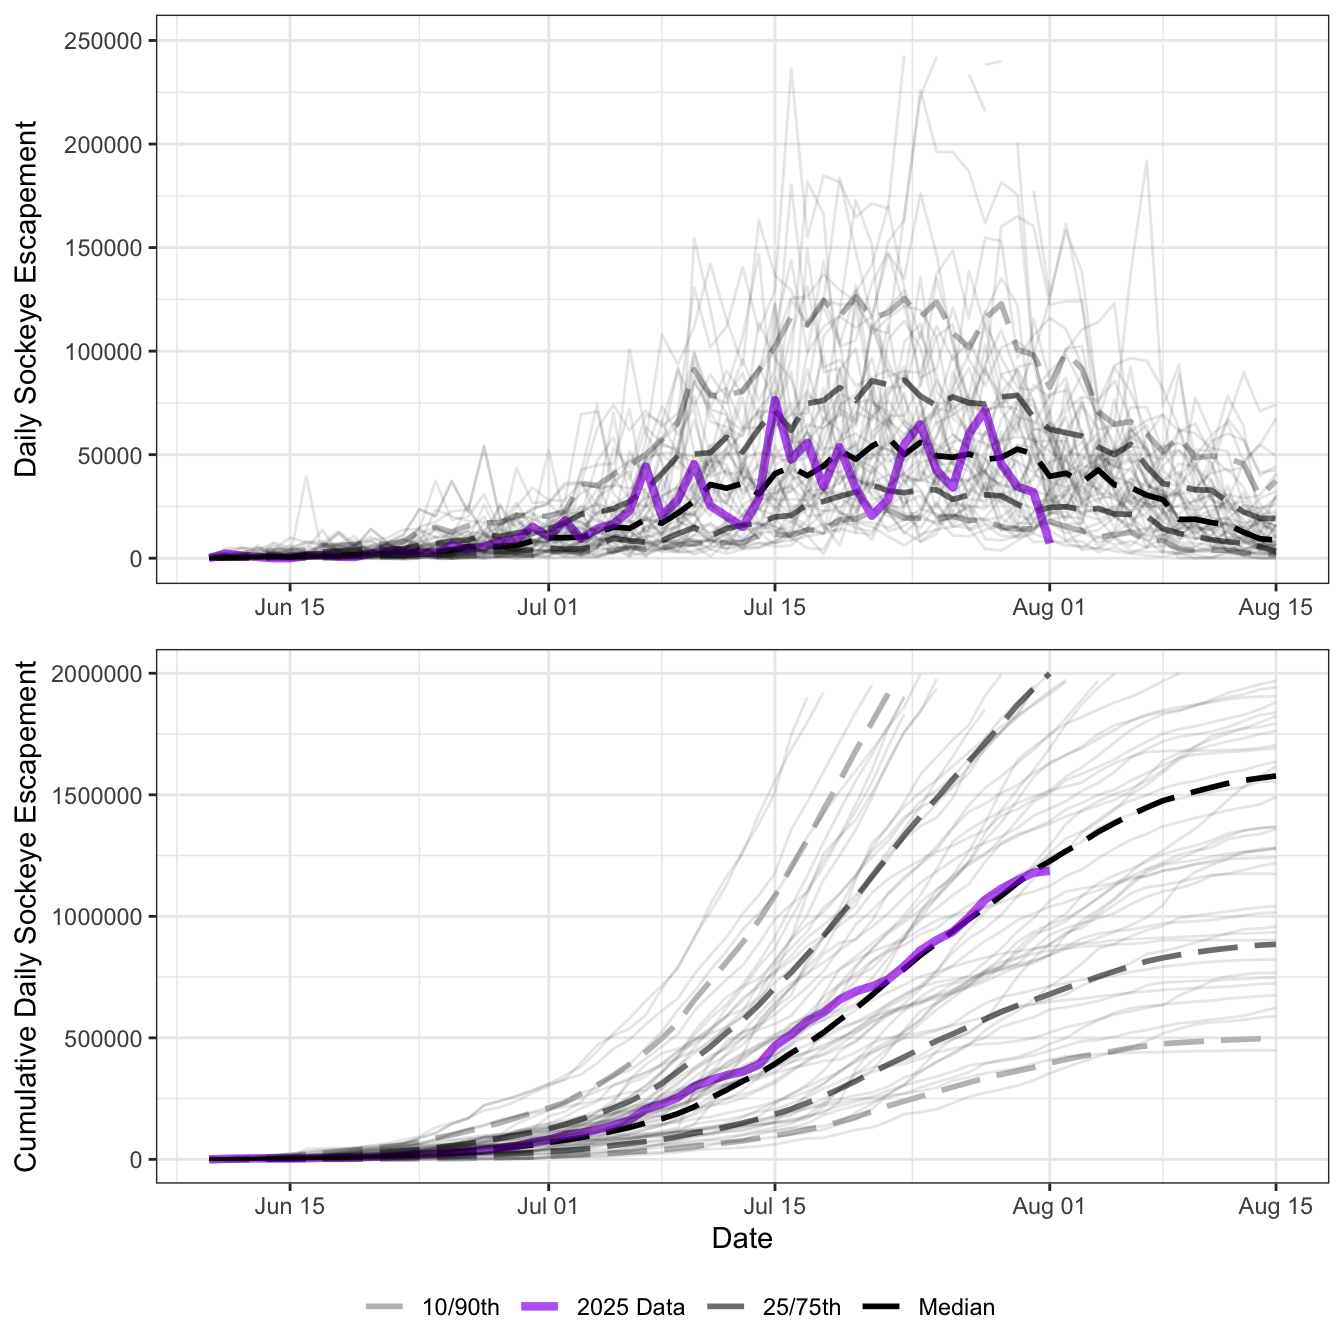 Daily Sockeye Escapement
250000
200000
150000
100000
50000
0
Jun 15
Jul 01
Jul 15
Aug 01
Aug 15
Cumulative Daily Sockeye Escapement
2000000
1500000
1000000
500000
0
Jun 15
Jul 01
Jul 15
Aug 01
Aug 15
Date
10/90th
2025 Data
25/75th
Median